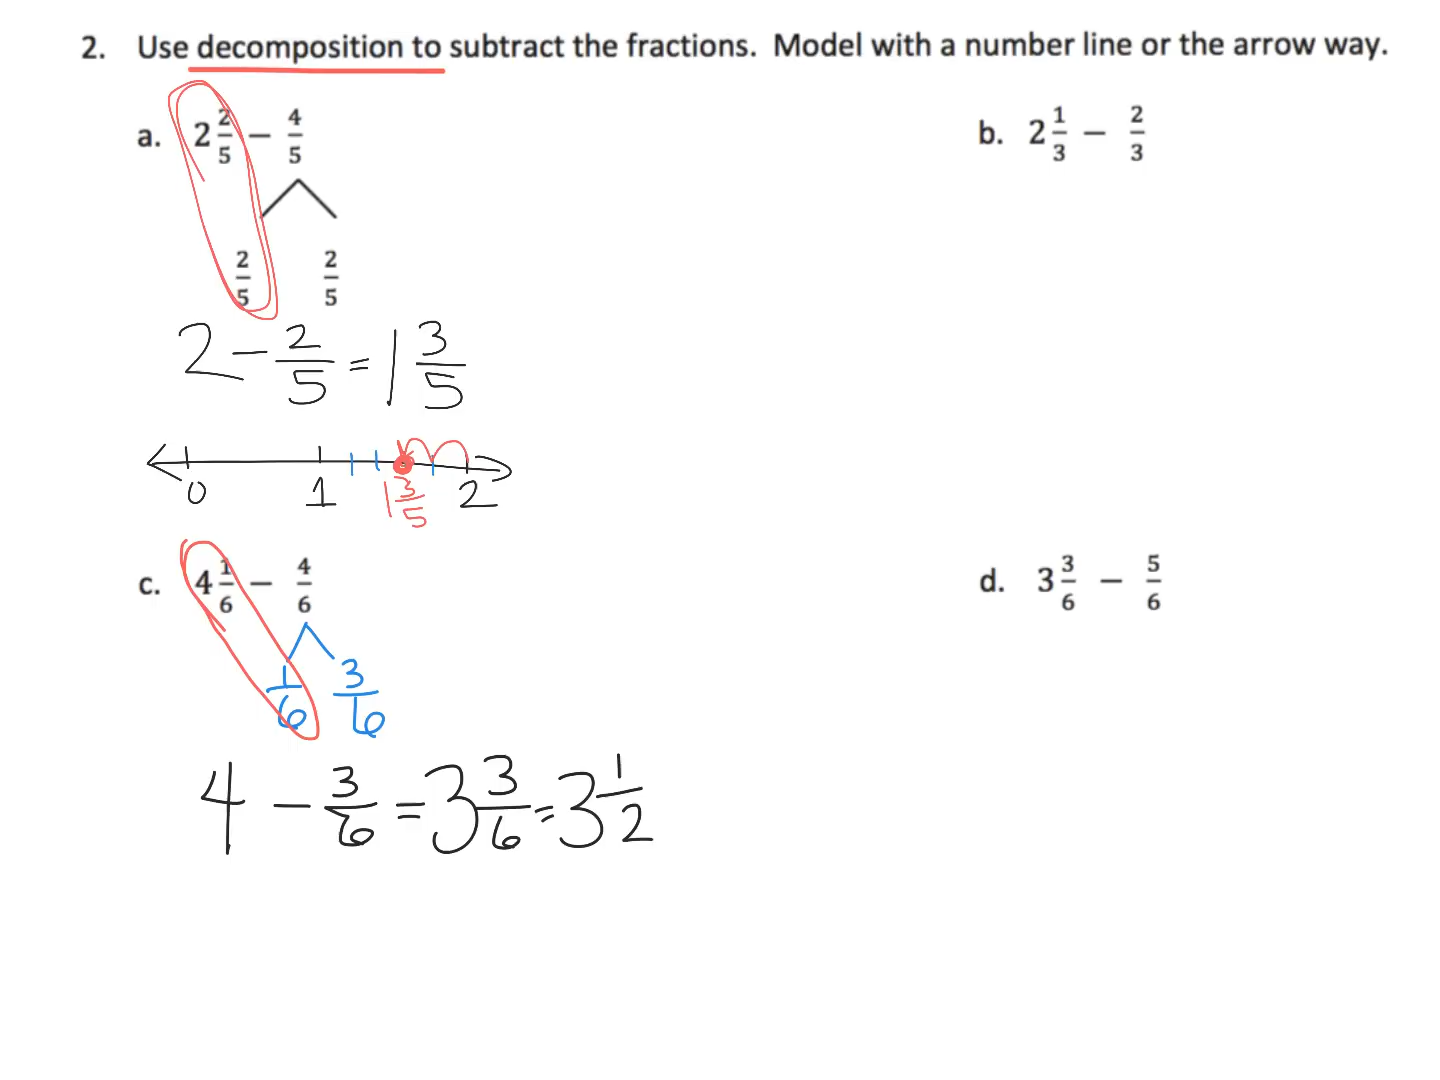 2. Use decomposition to subtract the fractions. Model with a number line or the arrow way.
a. 2 2/5 − 4/5
2/5 2/5
2 − 2/5 = 1 3/5
0 1 1 3/5 2
b. 2 1/3 − 2/3
c. 4 1/6 − 4/6
1/6 3/6
4 − 3/6 = 3 3/6 = 3 1/2
d. 3 3/6 − 5/6